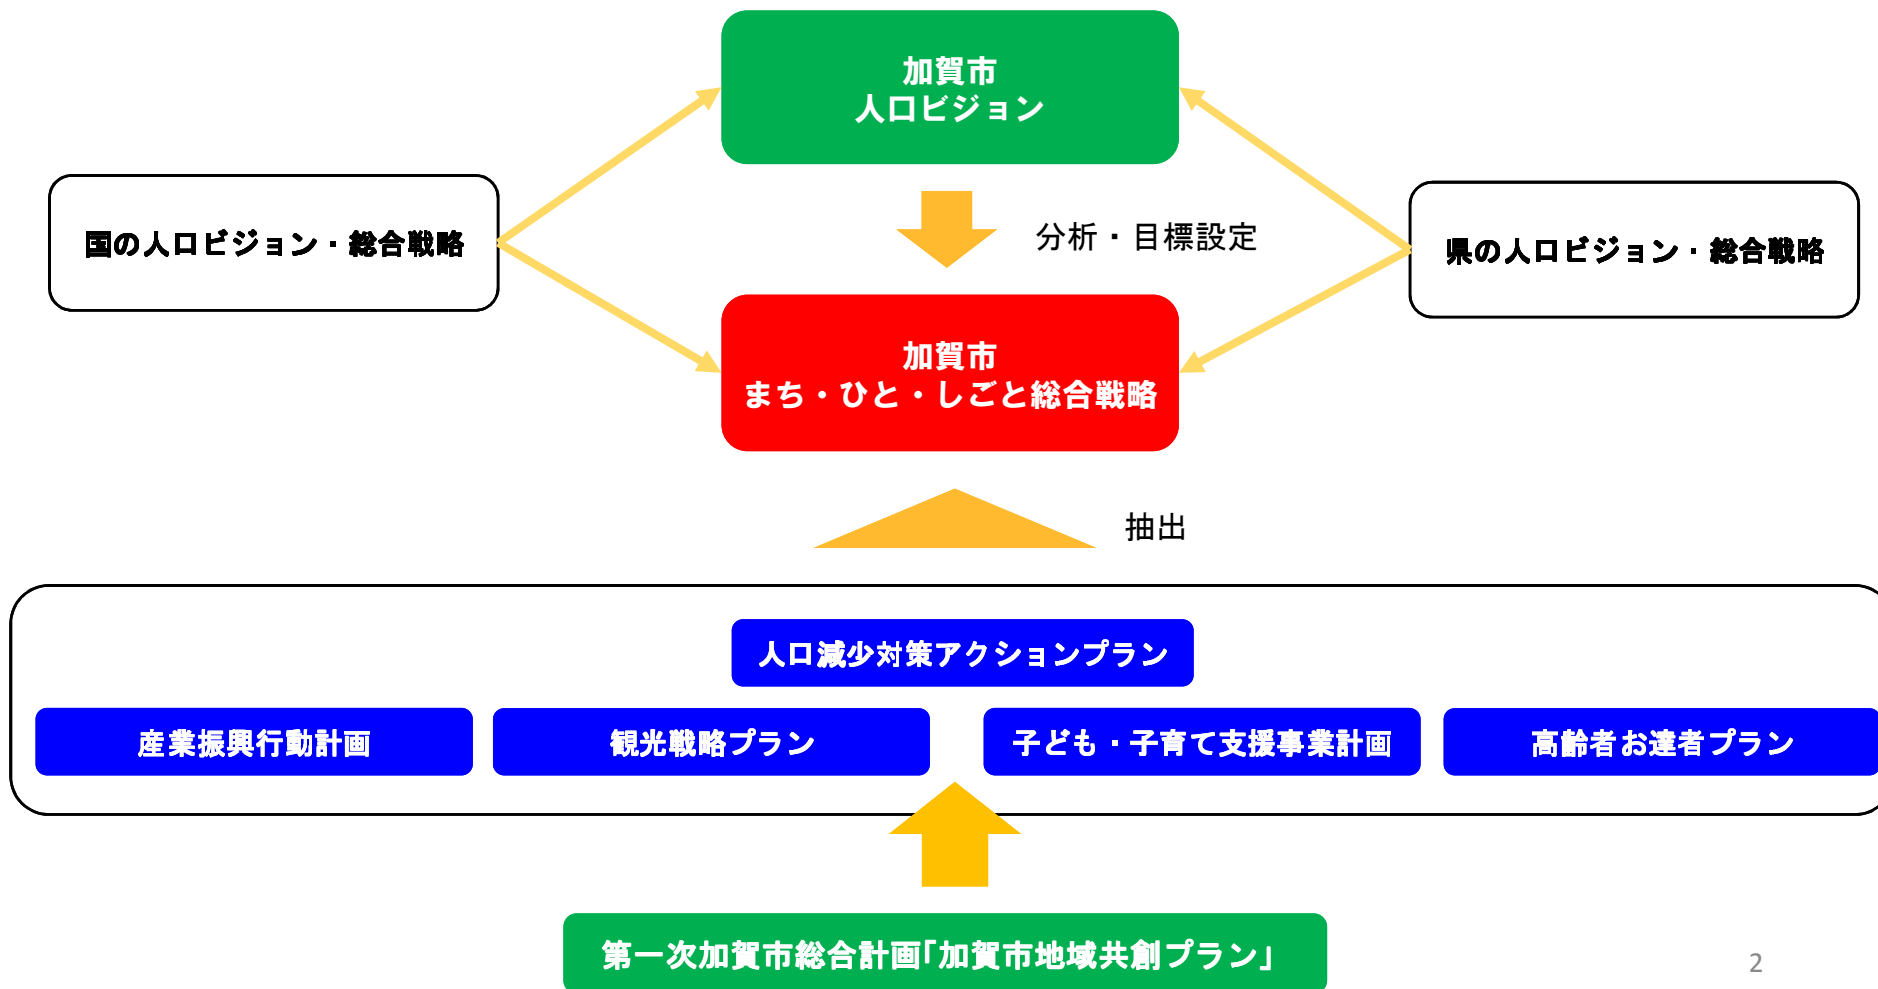 加賀市
人口ビジョン
国の人口ビジョン・総合戦略
分析・目標設定
県の人口ビジョン・総合戦略
加賀市
まち・ひと・しごと総合戦略
抽出
人口減少対策アクションプラン
産業振興行動計画
観光戦略プラン
子ども・子育て支援事業計画
高齢者お達者プラン
第一次加賀市総合計画「加賀市地域共創プラン」
2